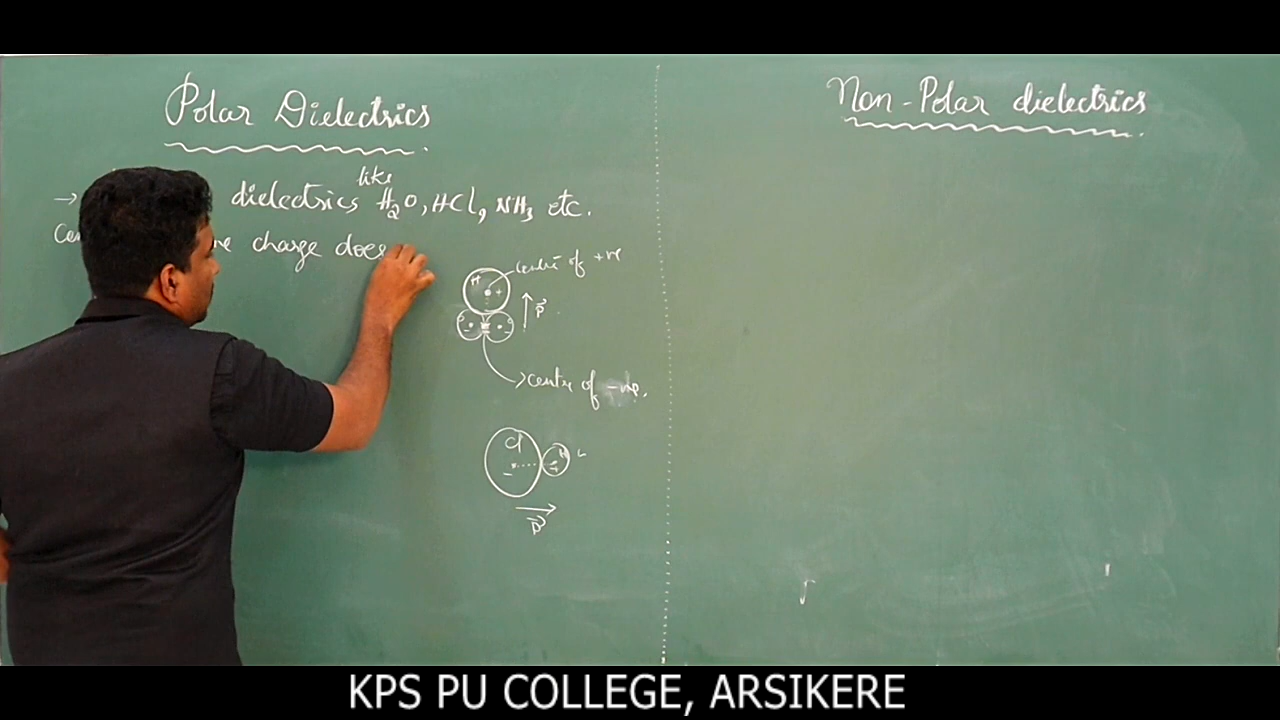 Polar Dielectrics
Non-Polar dielectrics
→ dielectrics like H₂O, HCl, NH₃ etc.
charge does
H + centre of +ve
P⃗
- -
centre of -ve.
Cl H
- +
P⃗
KPS PU COLLEGE, ARSIKERE